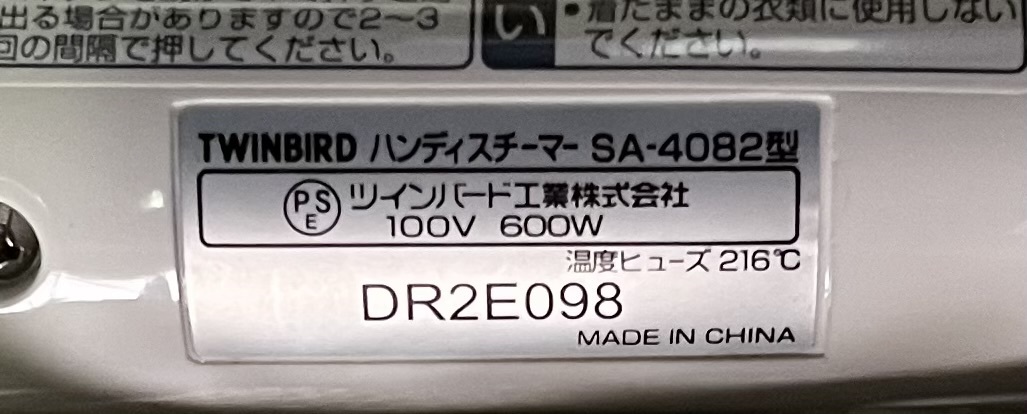 出る場合がありますので2～3
回の間隔で押してください。
い
・着たままの衣類に使用しない
でください。
TWINBIRD ハンディスチーマー SA-4082型
PSE ツインバード工業株式会社
100V 600W
温度ヒューズ 216℃
DR2E098
MADE IN CHINA